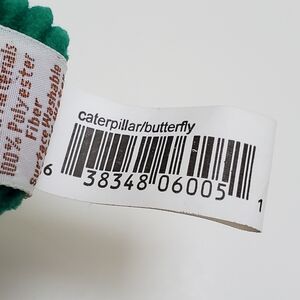 caterpillar/butterfly
6 38348 06005 1
100% Polyester
Fiber
Surface Washable